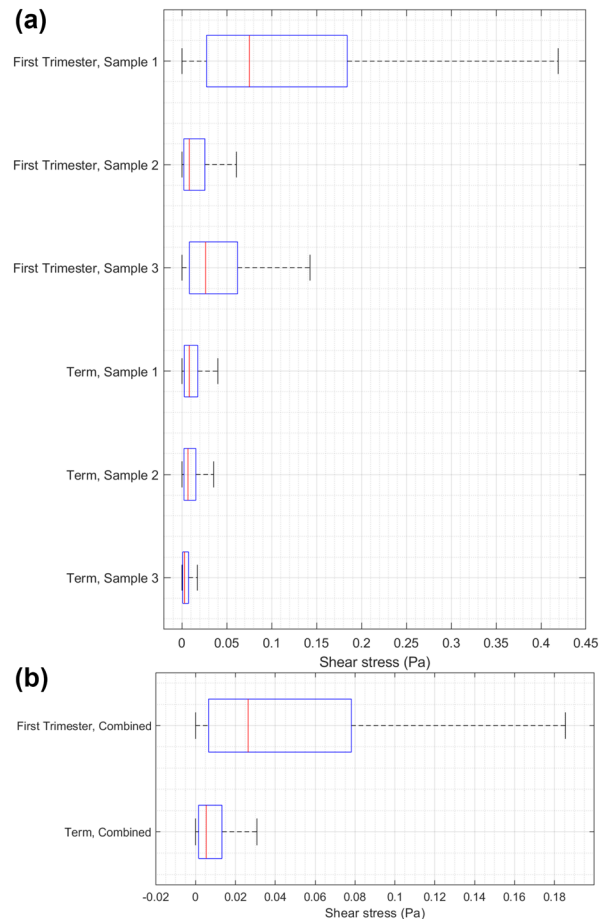 (a)
First Trimester, Sample 1
First Trimester, Sample 2
First Trimester, Sample 3
Term, Sample 1
Term, Sample 2
Term, Sample 3
0 0.05 0.1 0.15 0.2 0.25 0.3 0.35 0.4 0.45
Shear stress (Pa)
(b)
First Trimester, Combined
Term, Combined
-0.02 0 0.02 0.04 0.06 0.08 0.1 0.12 0.14 0.16 0.18
Shear stress (Pa)